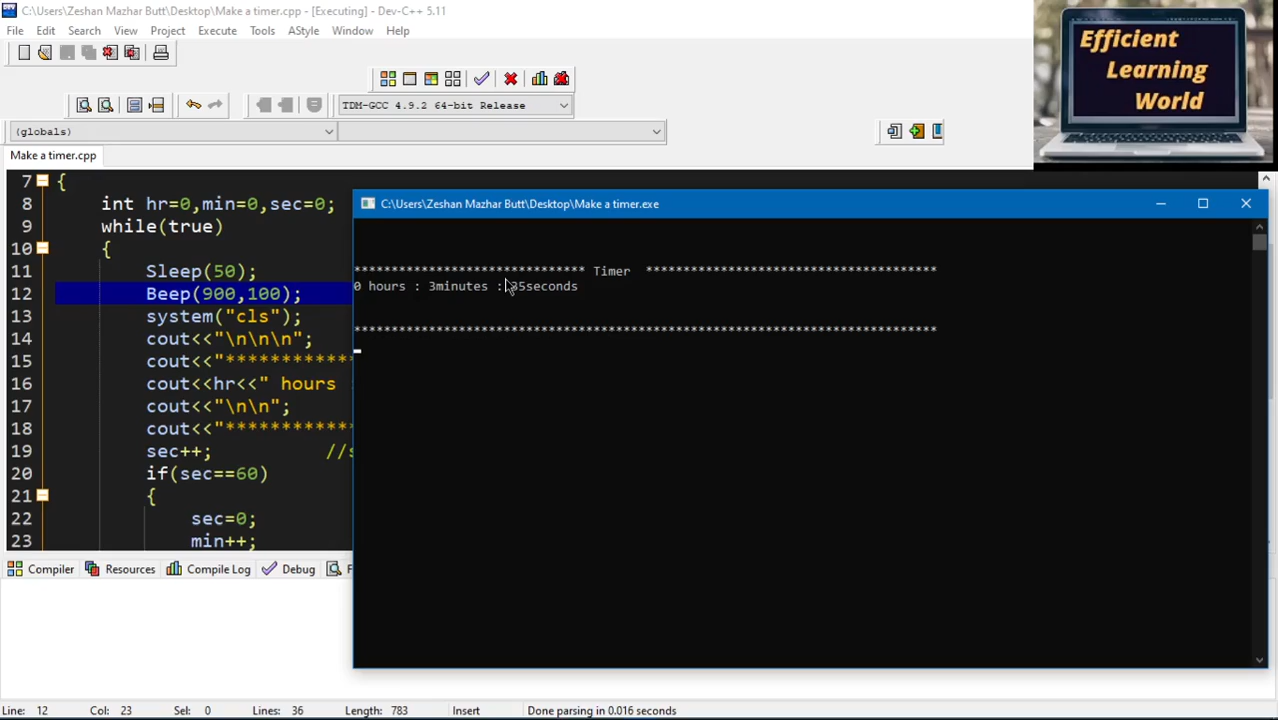 C:\Users\Zeshan Mazhar Butt\Desktop\Make a timer.cpp - [Executing] - Dev-C++ 5.11
File Edit Search View Project Execute Tools AStyle Window Help
TDM-GCC 4.9.2 64-bit Release
(globals)
Make a timer.cpp
Efficient
Learning
World
7 {
8 int hr=0,min=0,sec=0;
9 while(true)
10 {
11 Sleep(50);
12 Beep(900,100);
13 system("cls");
14 cout<<"\n\n\n";
15 cout<<"************
16 cout<<hr<<" hours
17 cout<<"\n\n";
18 cout<<"************
19 sec++; //s
20 if(sec==60)
21 {
22 sec=0;
23 min++;
C:\Users\Zeshan Mazhar Butt\Desktop\Make a timer.exe
******************************* Timer ***************************************
0 hours : 3minutes : 35seconds
******************************************************************************
Compiler Resources Compile Log Debug F
Line: 12 Col: 23 Sel: 0 Lines: 36 Length: 783 Insert Done parsing in 0.016 seconds